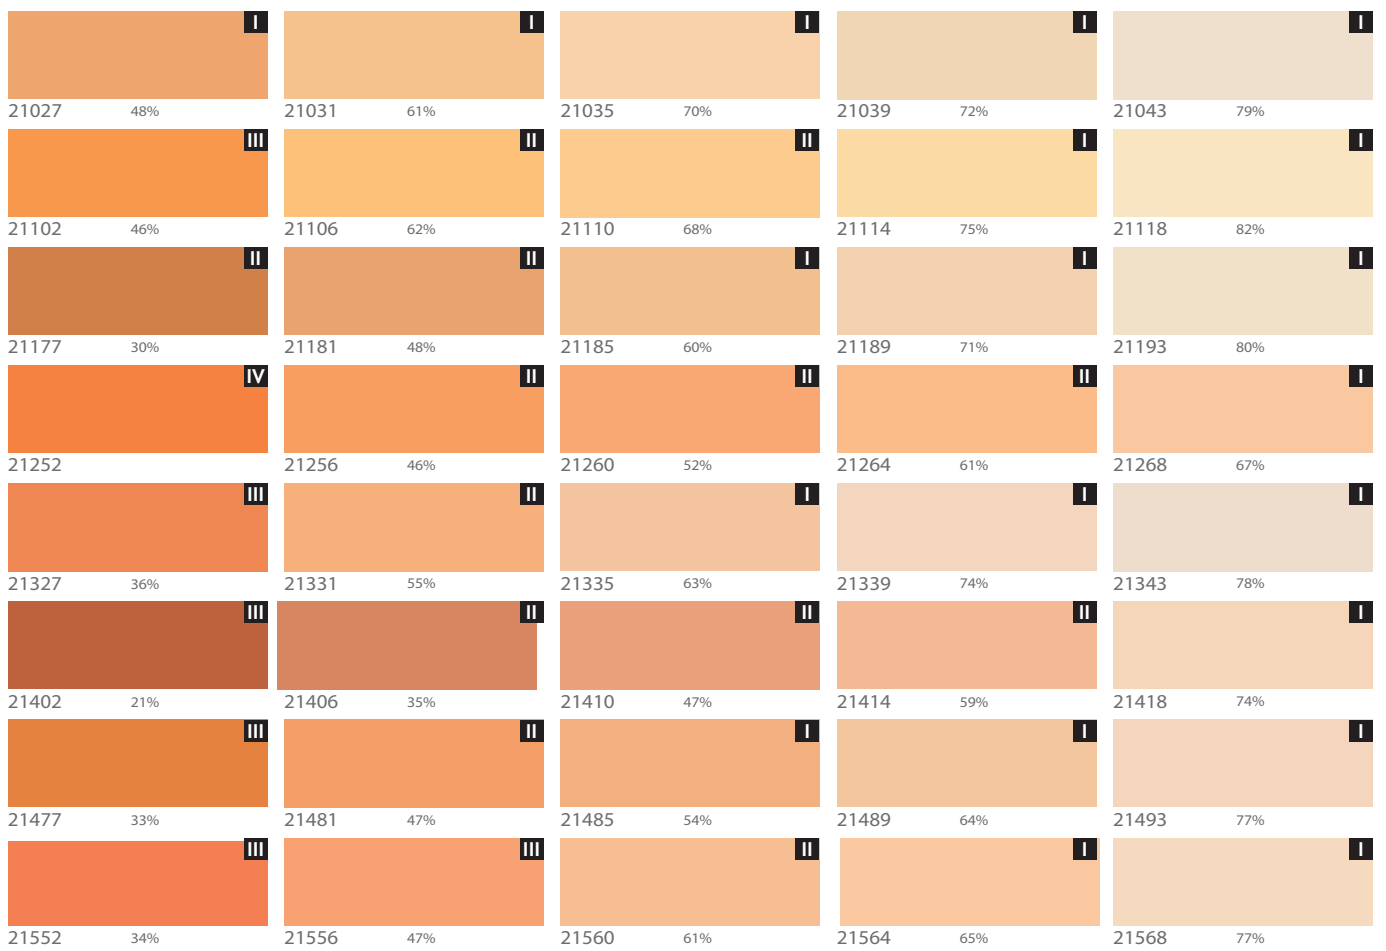 I I I I I
21027 48% 21031 61% 21035 70% 21039 72% 21043 79%
III II II I I
21102 46% 21106 62% 21110 68% 21114 75% 21118 82%
II II I I I
21177 30% 21181 48% 21185 60% 21189 71% 21193 80%
IV II II II I
21252 21256 46% 21260 52% 21264 61% 21268 67%
III II I I I
21327 36% 21331 55% 21335 63% 21339 74% 21343 78%
III II II II I
21402 21% 21406 35% 21410 47% 21414 59% 21418 74%
III II I I I
21477 33% 21481 47% 21485 54% 21489 64% 21493 77%
III III II I I
21552 34% 21556 47% 21560 61% 21564 65% 21568 77%